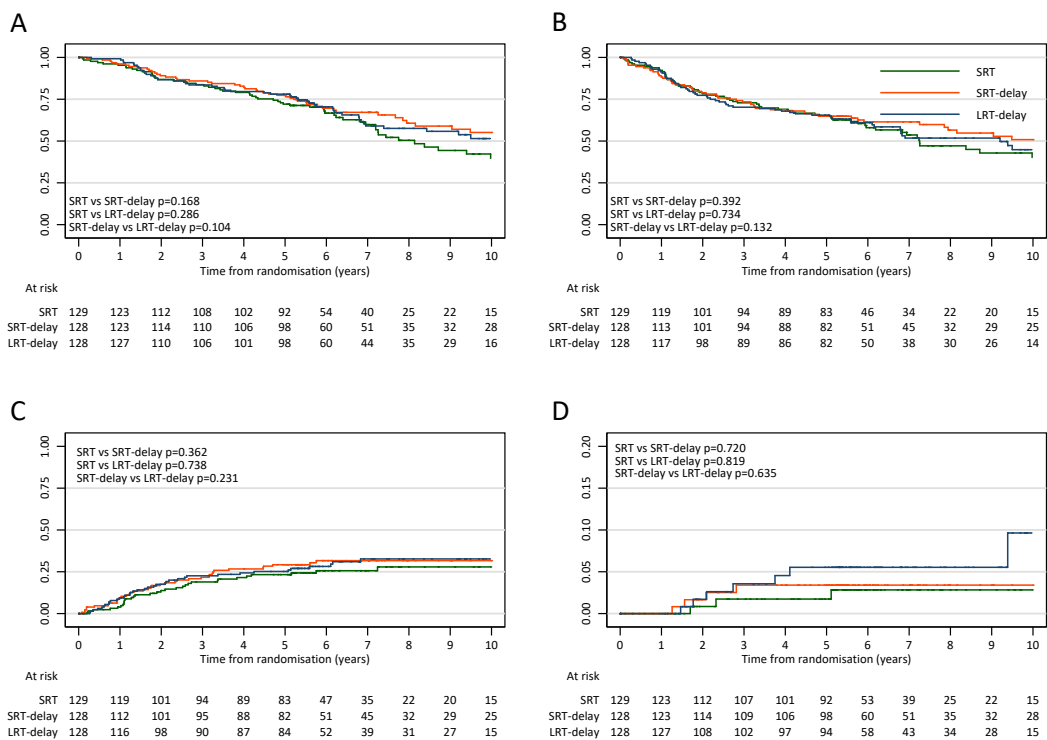 A
1.00
0.75
0.50
0.25
0.00
SRT vs SRT-delay p=0.168
SRT vs LRT-delay p=0.286
SRT-delay vs LRT-delay p=0.104
0 1 2 3 4 5 6 7 8 9 10
Time from randomisation (years)
At risk
SRT 129 123 112 108 102 92 54 40 25 22 15
SRT-delay 128 123 114 110 106 98 60 51 35 32 28
LRT-delay 128 127 110 106 101 98 60 44 35 29 16
B
1.00
0.75
0.50
0.25
0.00
SRT
SRT-delay
LRT-delay
SRT vs SRT-delay p=0.392
SRT vs LRT-delay p=0.734
SRT-delay vs LRT-delay p=0.132
0 1 2 3 4 5 6 7 8 9 10
Time from randomisation (years)
At risk
SRT 129 119 101 94 89 83 46 34 22 20 15
SRT-delay 128 113 101 94 88 82 51 45 32 29 25
LRT-delay 128 117 98 89 86 82 50 38 30 26 14
C
1.00
0.75
0.50
0.25
0.00
SRT vs SRT-delay p=0.362
SRT vs LRT-delay p=0.738
SRT-delay vs LRT-delay p=0.231
0 1 2 3 4 5 6 7 8 9 10
Time from randomisation (years)
At risk
SRT 129 119 101 94 89 83 47 35 22 20 15
SRT-delay 128 112 101 95 88 82 51 45 32 29 25
LRT-delay 128 116 98 90 87 84 52 39 31 27 15
D
0.20
0.15
0.10
0.05
0.00
SRT vs SRT-delay p=0.720
SRT vs LRT-delay p=0.819
SRT-delay vs LRT-delay p=0.635
0 1 2 3 4 5 6 7 8 9 10
Time from randomisation (years)
At risk
SRT 129 123 112 107 101 92 53 39 25 22 15
SRT-delay 128 123 114 109 106 98 60 51 35 32 28
LRT-delay 128 127 108 102 97 94 58 43 34 28 15